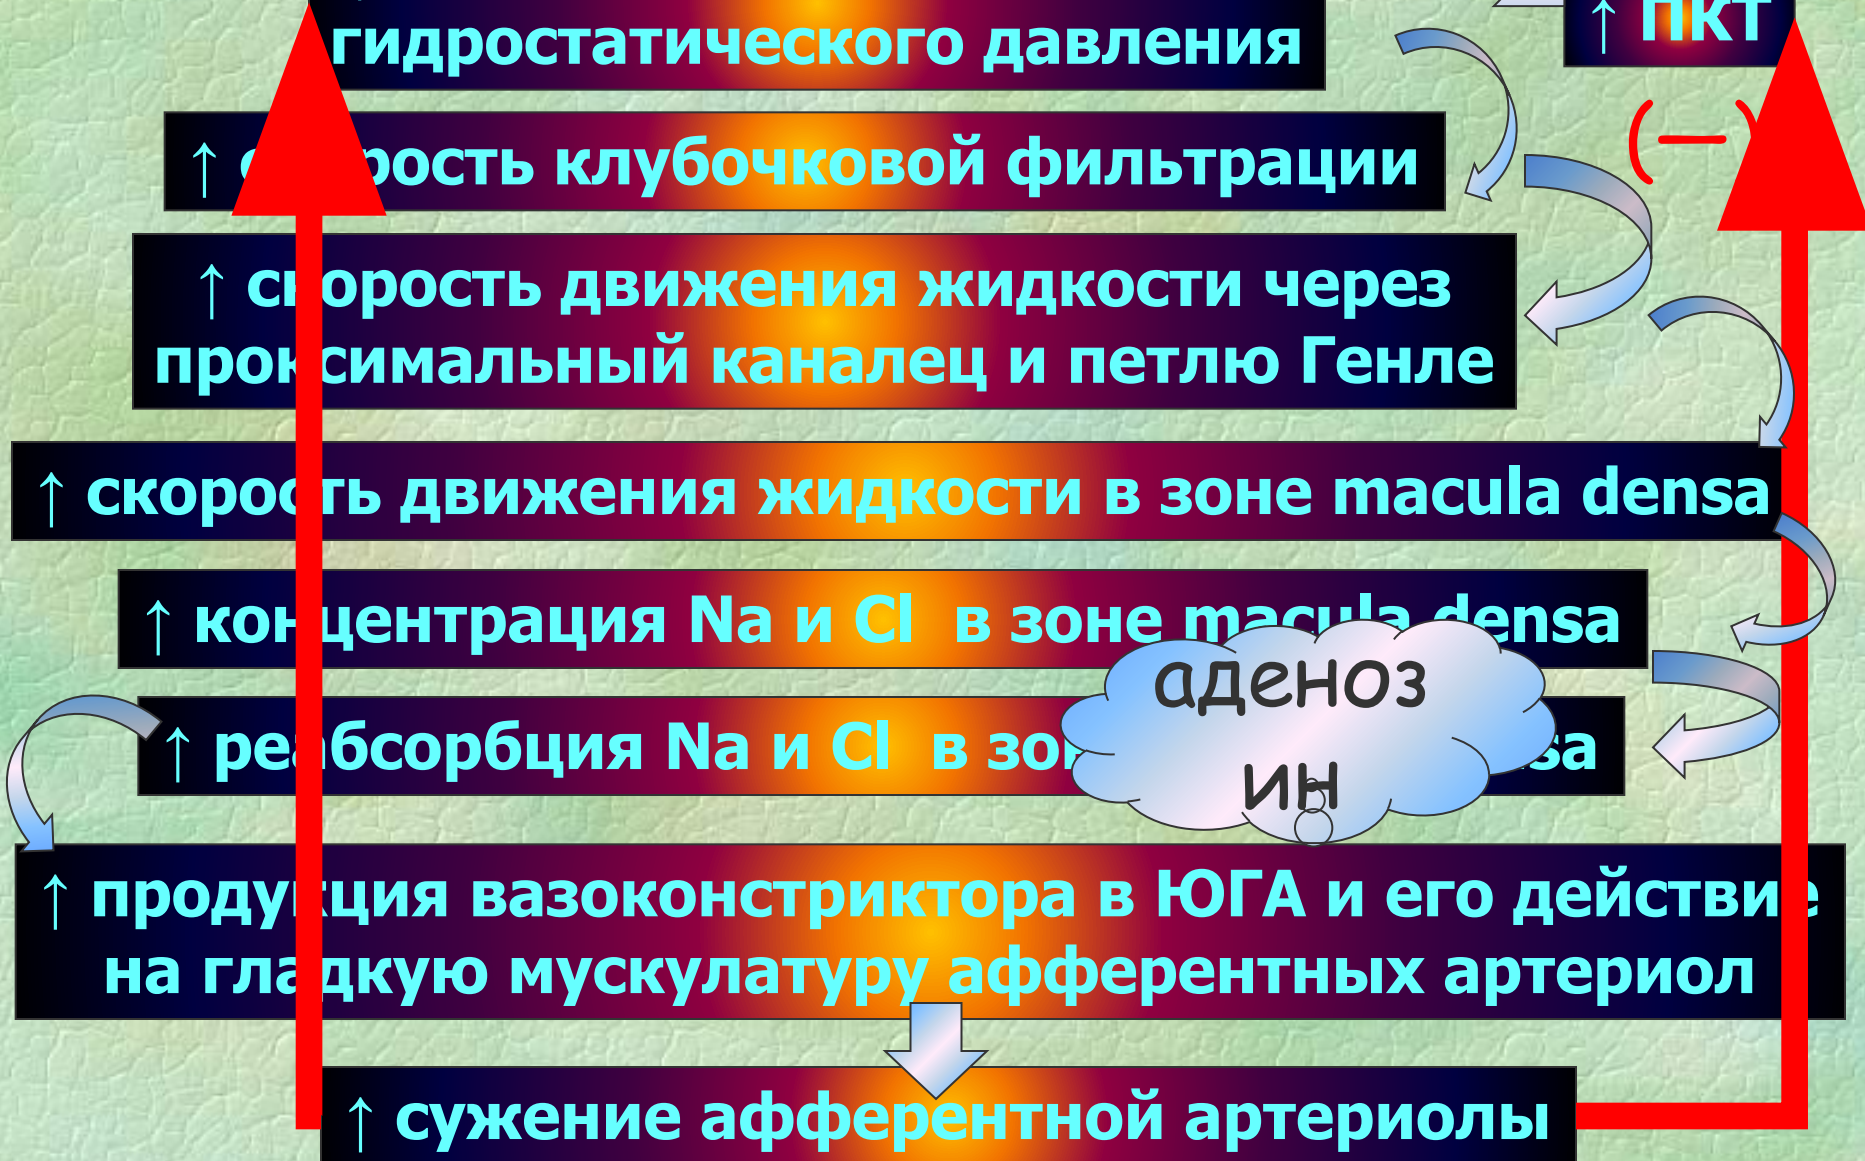 гидростатического давления
↑ ПКТ
(—)
↑ скорость клубочковой фильтрации
↑ скорость движения жидкости через
проксимальный каналец и петлю Генле
↑ скорость движения жидкости в зоне macula densa
↑ концентрация Na и Cl в зоне macula densa
↑ реабсорбция Na и Cl в зо
аденоз
ин
↑ продукция вазоконстриктора в ЮГА и его действие
на гладкую мускулатуру афферентных артериол
↑ сужение афферентной артериолы